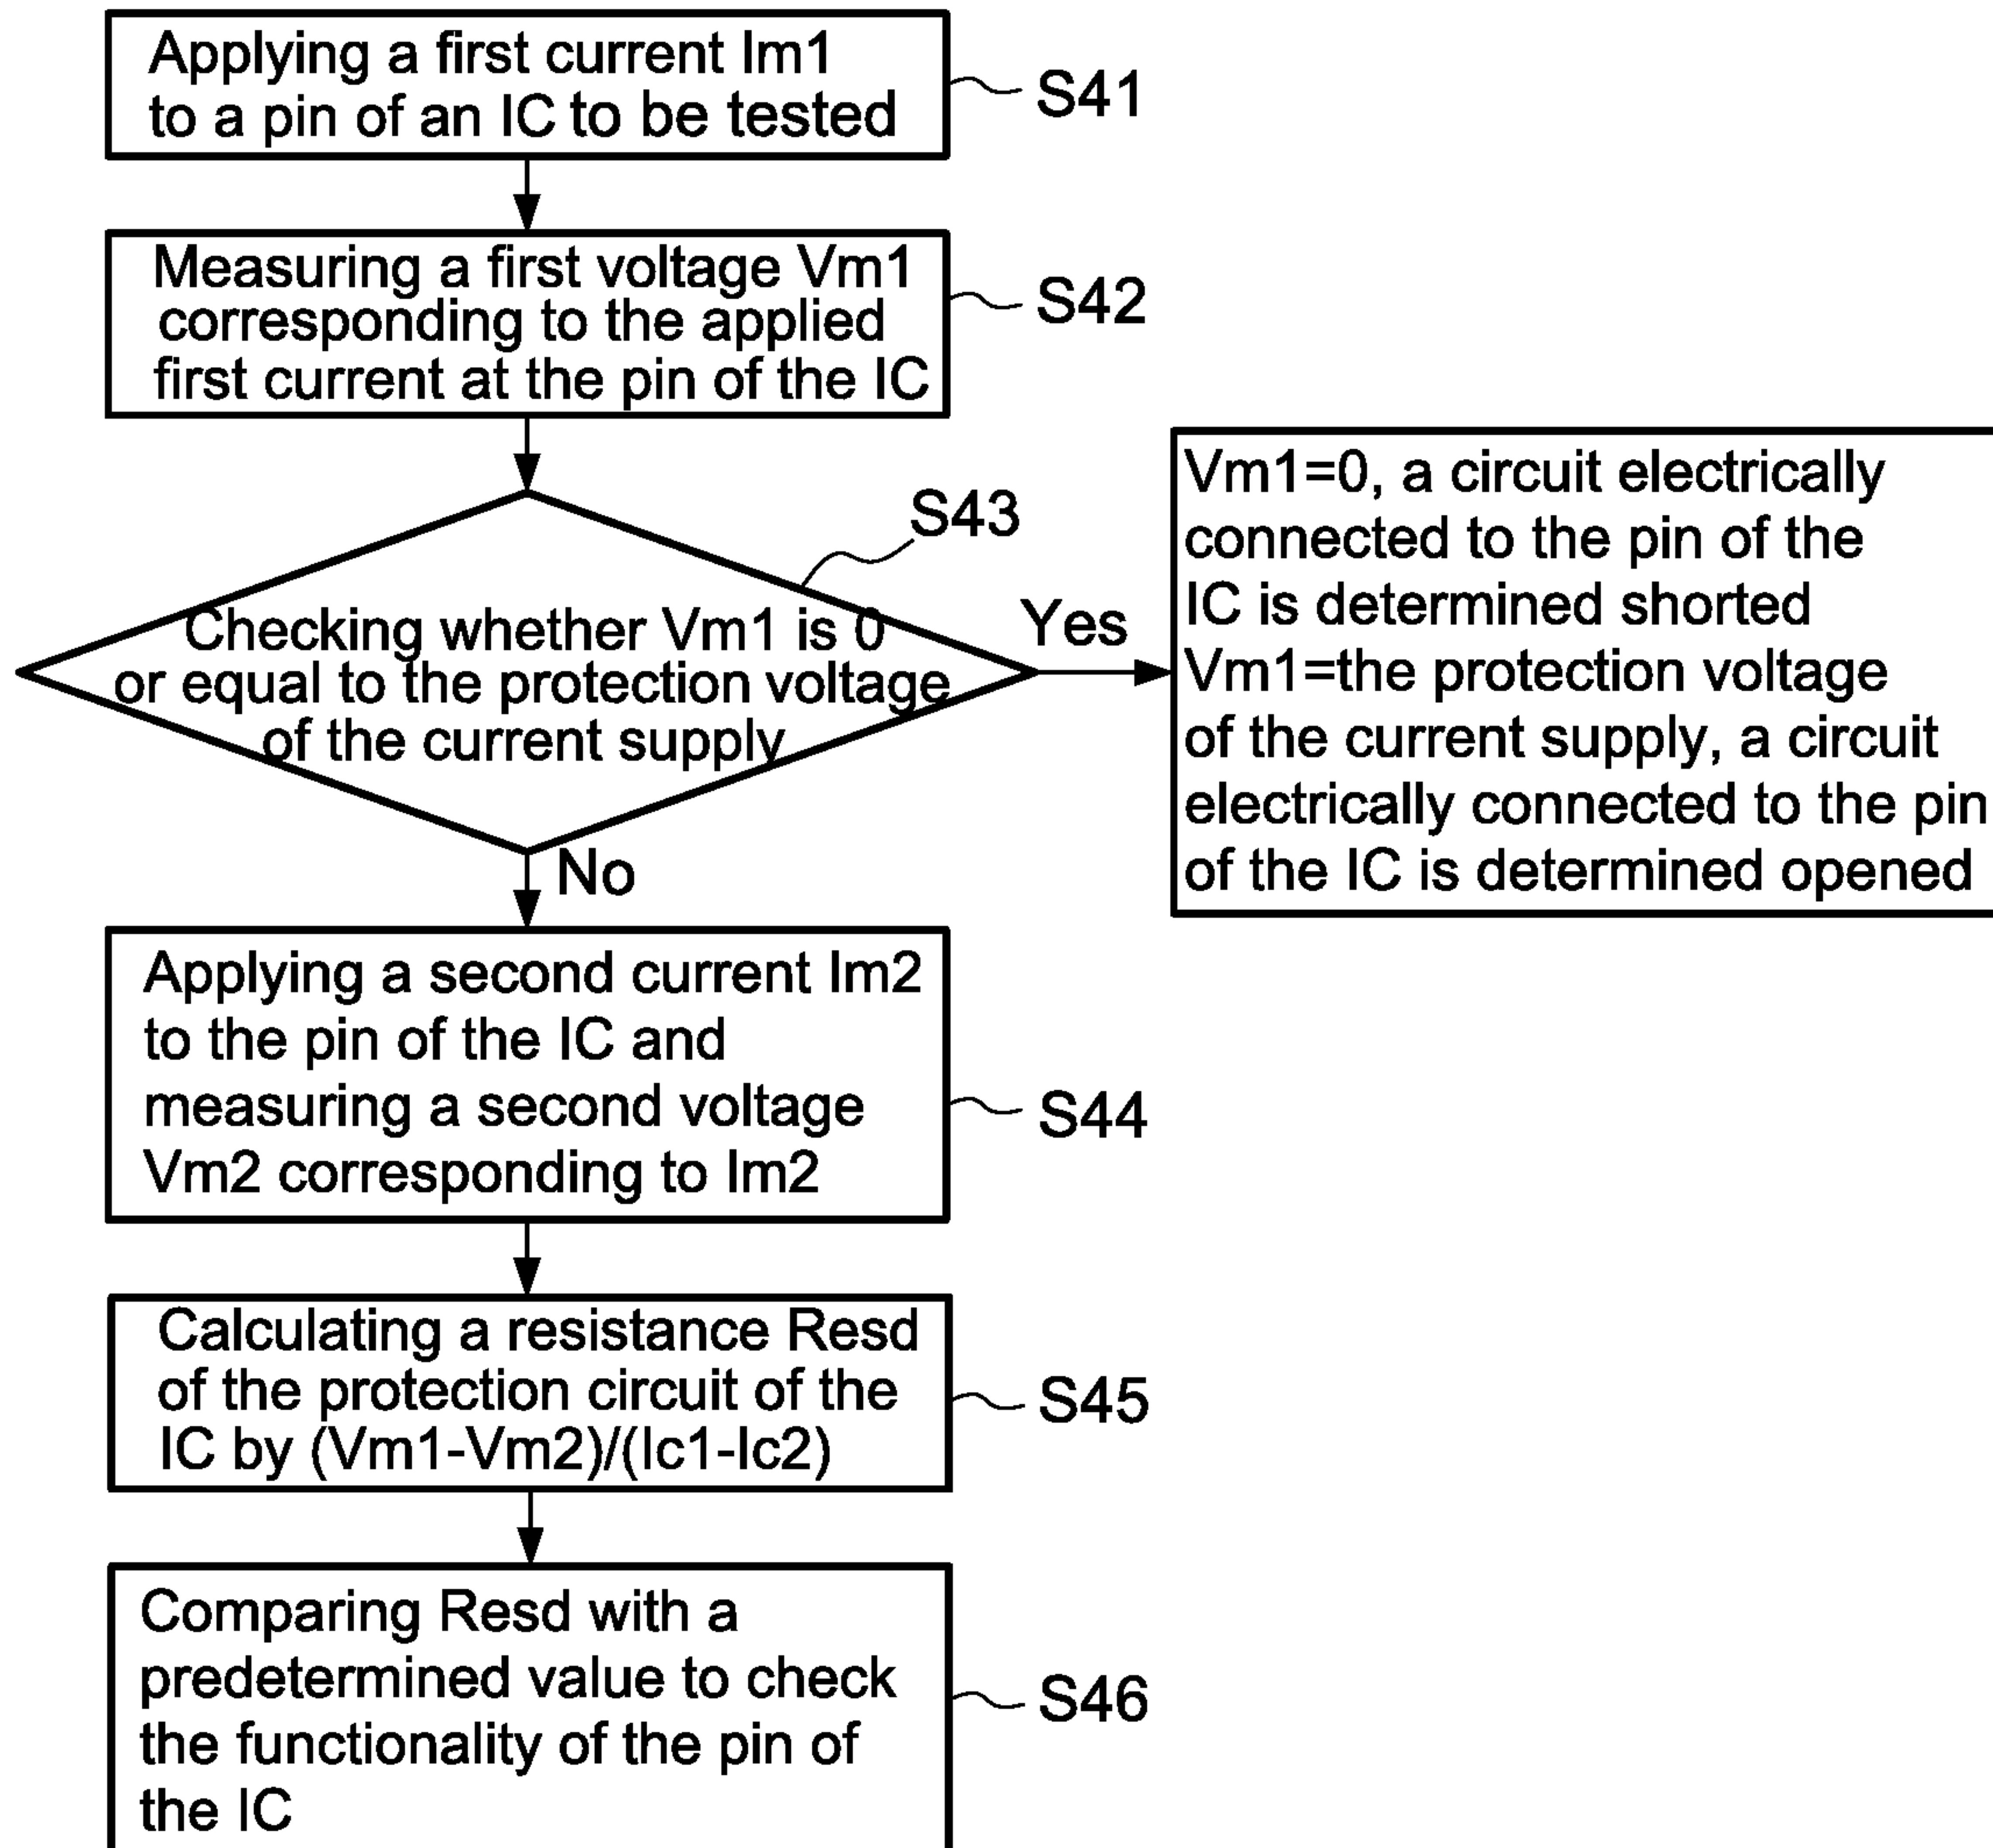 Applying a first current Im1
to a pin of an IC to be tested
S41
Measuring a first voltage Vm1
corresponding to the applied
first current at the pin of the IC
S42
S43
Checking whether Vm1 is 0
or equal to the protection voltage
of the current supply
Yes
Vm1=0, a circuit electrically
connected to the pin of the
IC is determined shorted
Vm1=the protection voltage
of the current supply, a circuit
electrically connected to the pin
of the IC is determined opened
No
Applying a second current Im2
to the pin of the IC and
measuring a second voltage
Vm2 corresponding to Im2
S44
Calculating a resistance Resd
of the protection circuit of the
IC by (Vm1-Vm2)/(Ic1-Ic2)
S45
Comparing Resd with a
predetermined value to check
the functionality of the pin of
the IC
S46